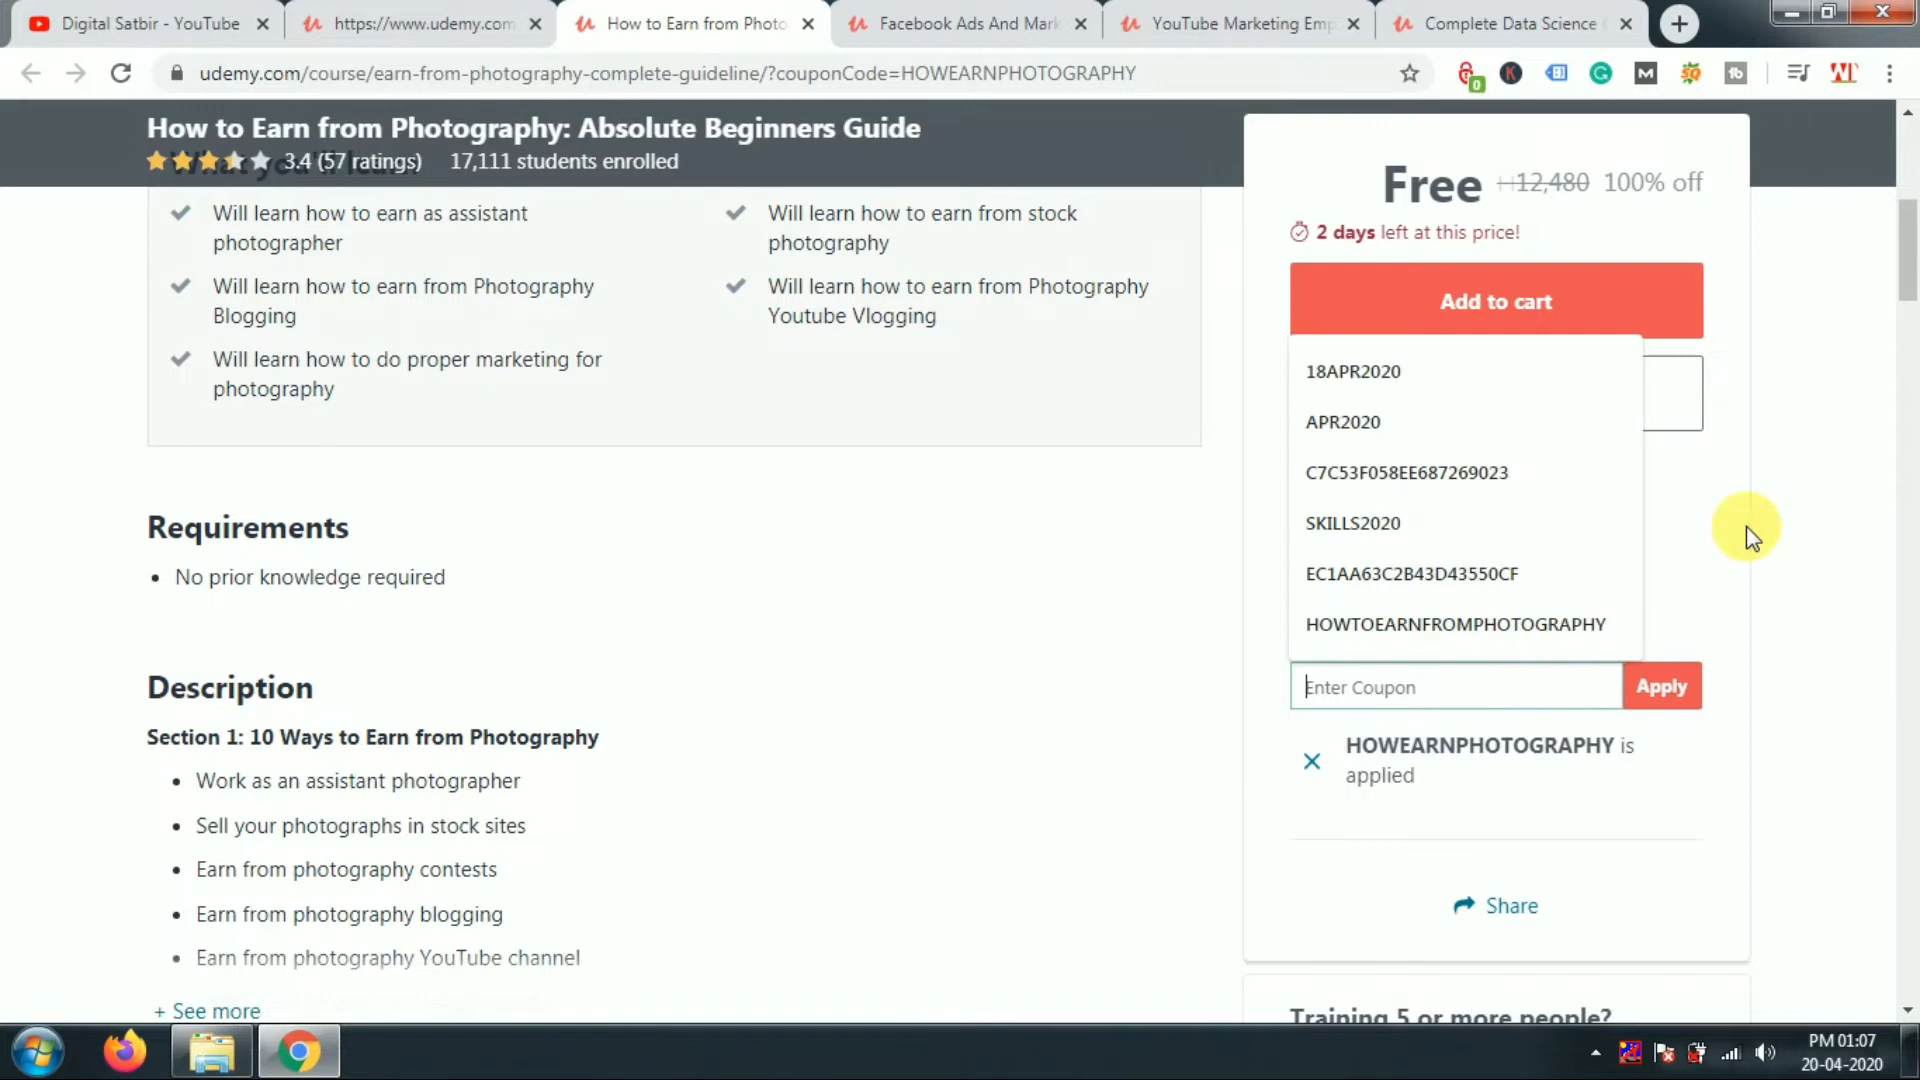 Digital Satbir - YouTube
https://www.udemy.com
How to Earn from Photo
Facebook Ads And Mark
YouTube Marketing Emp
Complete Data Science
udemy.com/course/earn-from-photography-complete-guideline/?couponCode=HOWEARNPHOTOGRAPHY
How to Earn from Photography: Absolute Beginners Guide
3.4 (57 ratings) 17,111 students enrolled
What you'll learn
Will learn how to earn as assistant
photographer
Will learn how to earn from stock
photography
Will learn how to earn from Photography
Blogging
Will learn how to earn from Photography
Youtube Vlogging
Will learn how to do proper marketing for
photography
Requirements
No prior knowledge required
Description
Section 1: 10 Ways to Earn from Photography
Work as an assistant photographer
Sell your photographs in stock sites
Earn from photography contests
Earn from photography blogging
Earn from photography YouTube channel
+ See more
Free 12,480 100% off
2 days left at this price!
Add to cart
18APR2020
APR2020
C7C53F058EE687269023
SKILLS2020
EC1AA63C2B43D43550CF
HOWTOEARNFROMPHOTOGRAPHY
Enter Coupon
Apply
HOWEARNPHOTOGRAPHY is
applied
Share
Training 5 or more people?
PM 01:07
20-04-2020